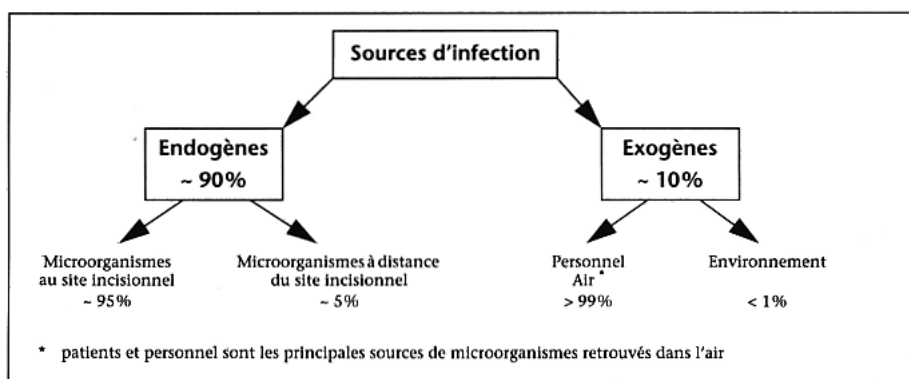 Sources d'infection
Endogènes
~ 90%
Exogènes
~ 10%
Microorganismes
au site incisionnel
~ 95%
Microorganismes à distance
du site incisionnel
~ 5%
Personnel
Air *
> 99%
Environnement
< 1%
* patients et personnel sont les principales sources de microorganismes retrouvés dans l'air